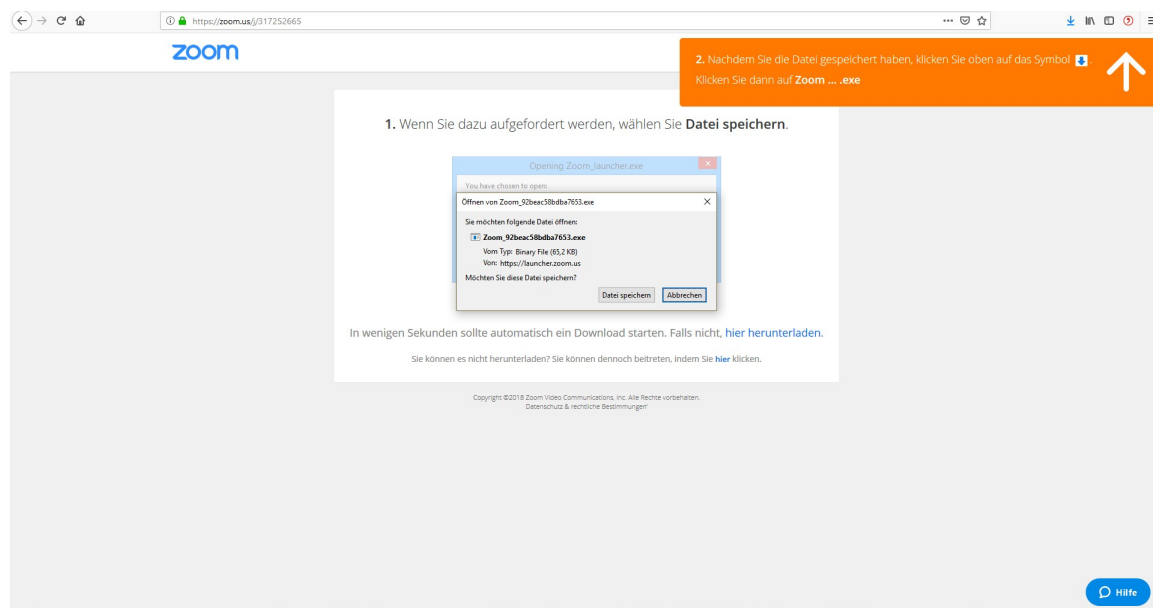 https://zoom.us/j/317252665
zoom
2. Nachdem Sie die Datei gespeichert haben, klicken Sie oben auf das Symbol .
Klicken Sie dann auf Zoom ... .exe
1. Wenn Sie dazu aufgefordert werden, wählen Sie Datei speichern.
Opening Zoom_launcher.exe
You have chosen to open:
Öffnen von Zoom_92beac58bdba7653.exe
Sie möchten folgende Datei öffnen:
Zoom_92beac58bdba7653.exe
Vom Typ: Binary File (65,2 KB)
Von: https://launcher.zoom.us
Möchten Sie diese Datei speichern?
Datei speichern Abbrechen
In wenigen Sekunden sollte automatisch ein Download starten. Falls nicht, hier herunterladen.
Sie können es nicht herunterladen? Sie können dennoch beitreten, indem Sie hier klicken.
Copyright ©2018 Zoom Video Communications, Inc. Alle Rechte vorbehalten.
Datenschutz & rechtliche Bestimmungen'
Hilfe